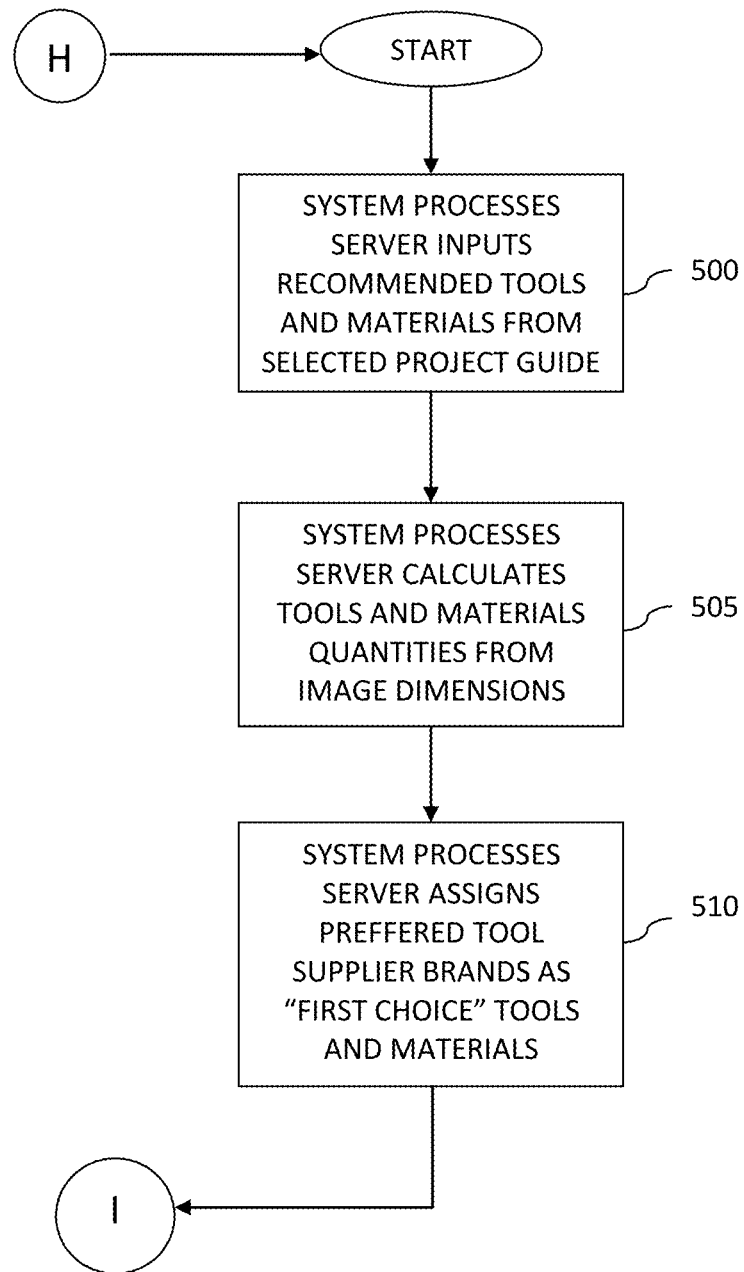 H
START
SYSTEM PROCESSES
SERVER INPUTS
RECOMMENDED TOOLS
AND MATERIALS FROM
SELECTED PROJECT GUIDE
500
SYSTEM PROCESSES
SERVER CALCULATES
TOOLS AND MATERIALS
QUANTITIES FROM
IMAGE DIMENSIONS
505
SYSTEM PROCESSES
SERVER ASSIGNS
PREFFERED TOOL
SUPPLIER BRANDS AS
“FIRST CHOICE” TOOLS
AND MATERIALS
510
I